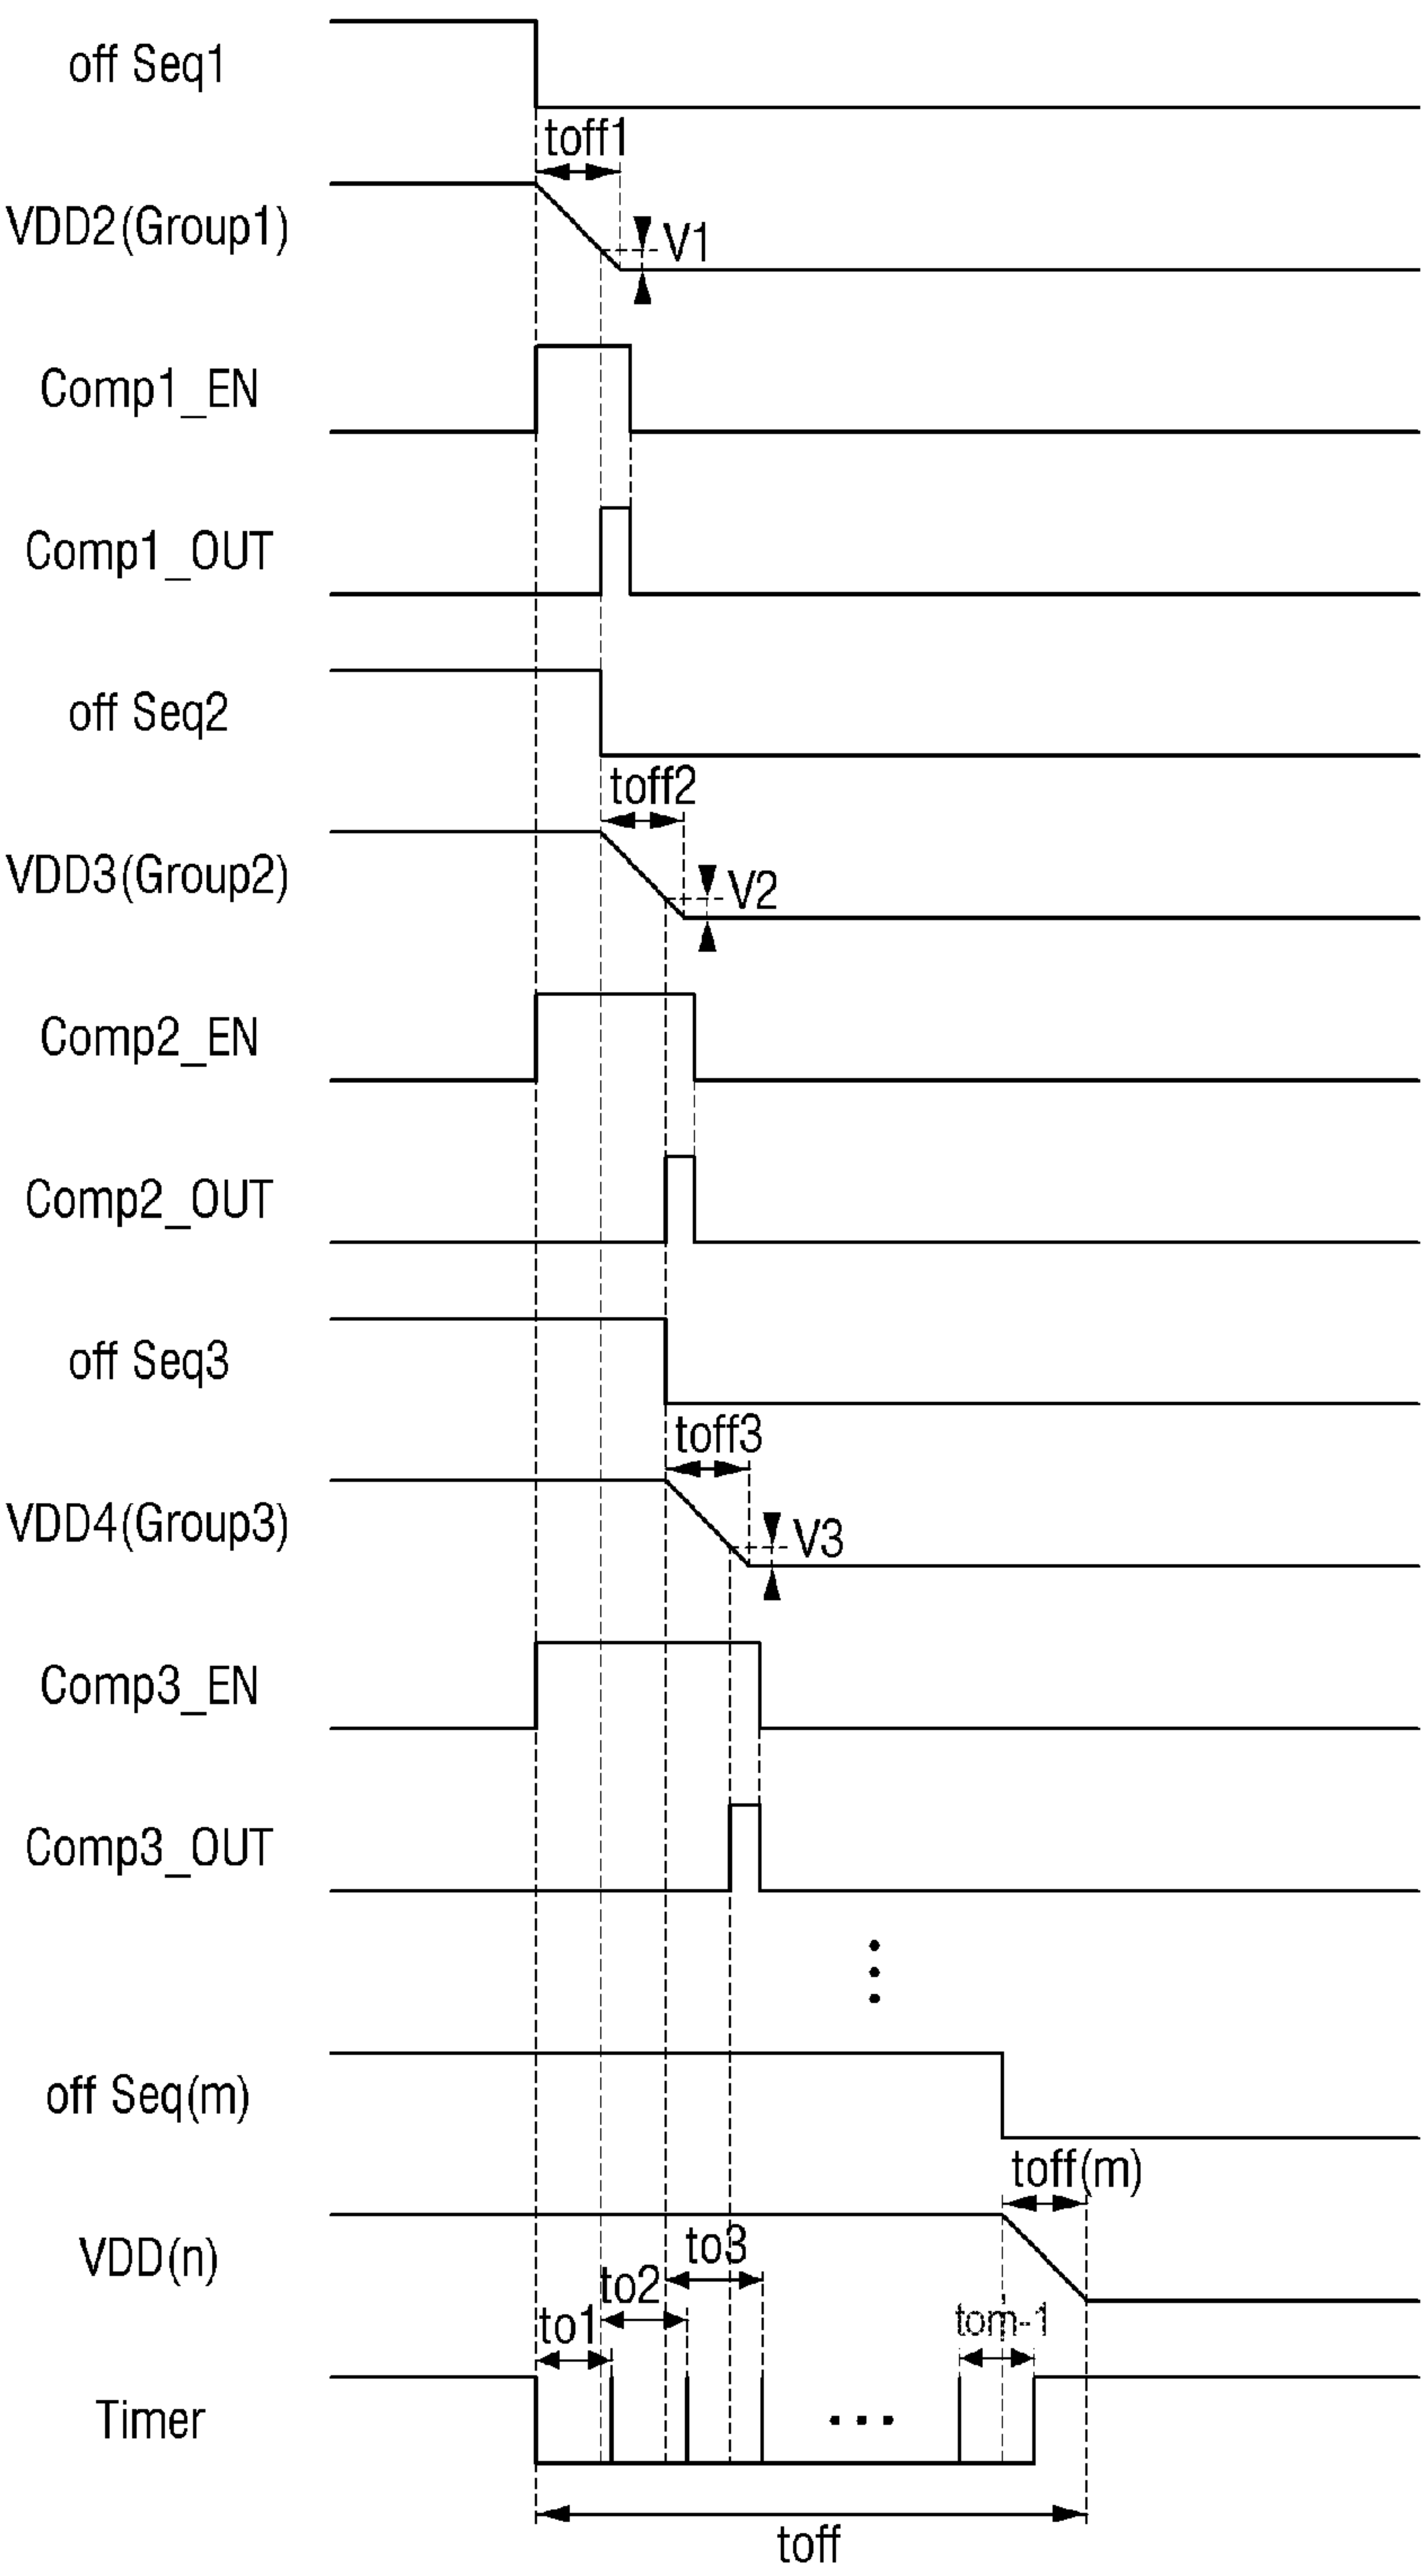 off Seq1
toff1
VDD2(Group1)
V1
Comp1_EN
Comp1_OUT
off Seq2
toff2
VDD3(Group2)
V2
Comp2_EN
Comp2_OUT
off Seq3
toff3
VDD4(Group3)
V3
Comp3_EN
Comp3_OUT
off Seq(m)
toff(m)
VDD(n)
to3
to2
to1
tom-1
Timer
toff